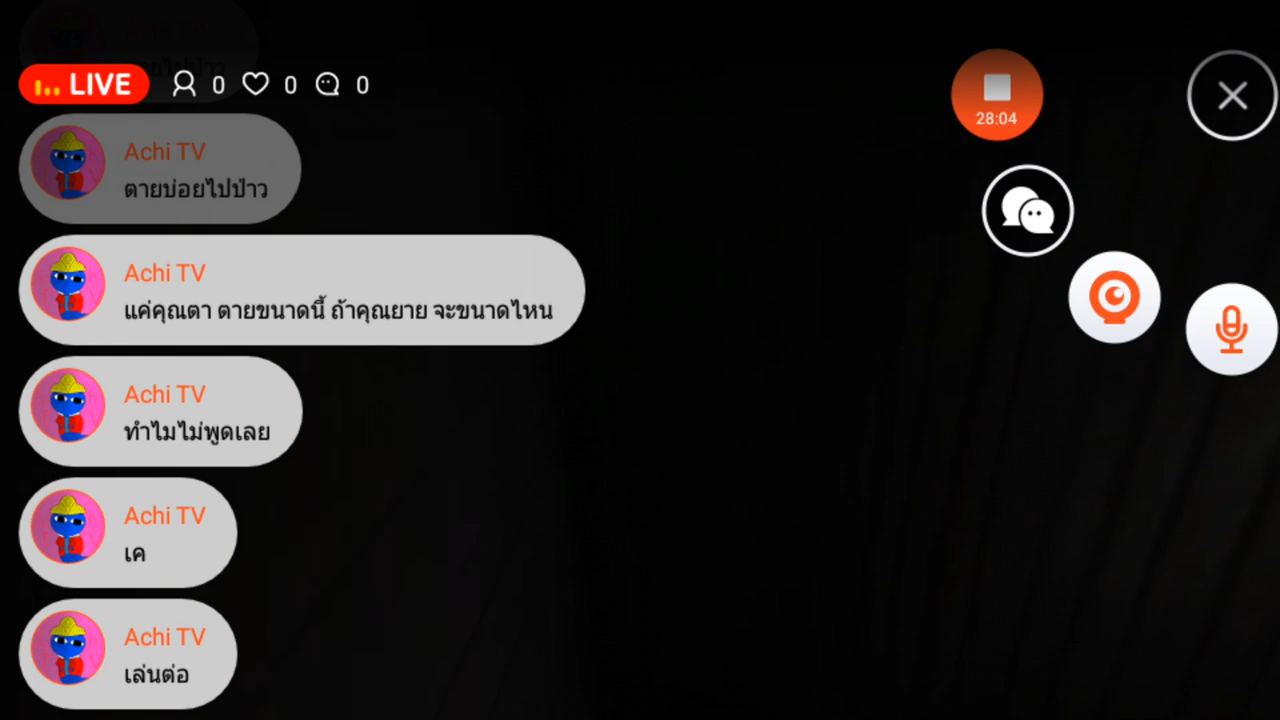 LIVE 0 0 0
28:04
Achi TV
ตายบ่อยไปป่าว
Achi TV
แค่คุณตา ตายขนาดนี้ ถ้าคุณยาย จะขนาดไหน
Achi TV
ทำไมไม่พูดเลย
Achi TV
เค
Achi TV
เล่นต่อ